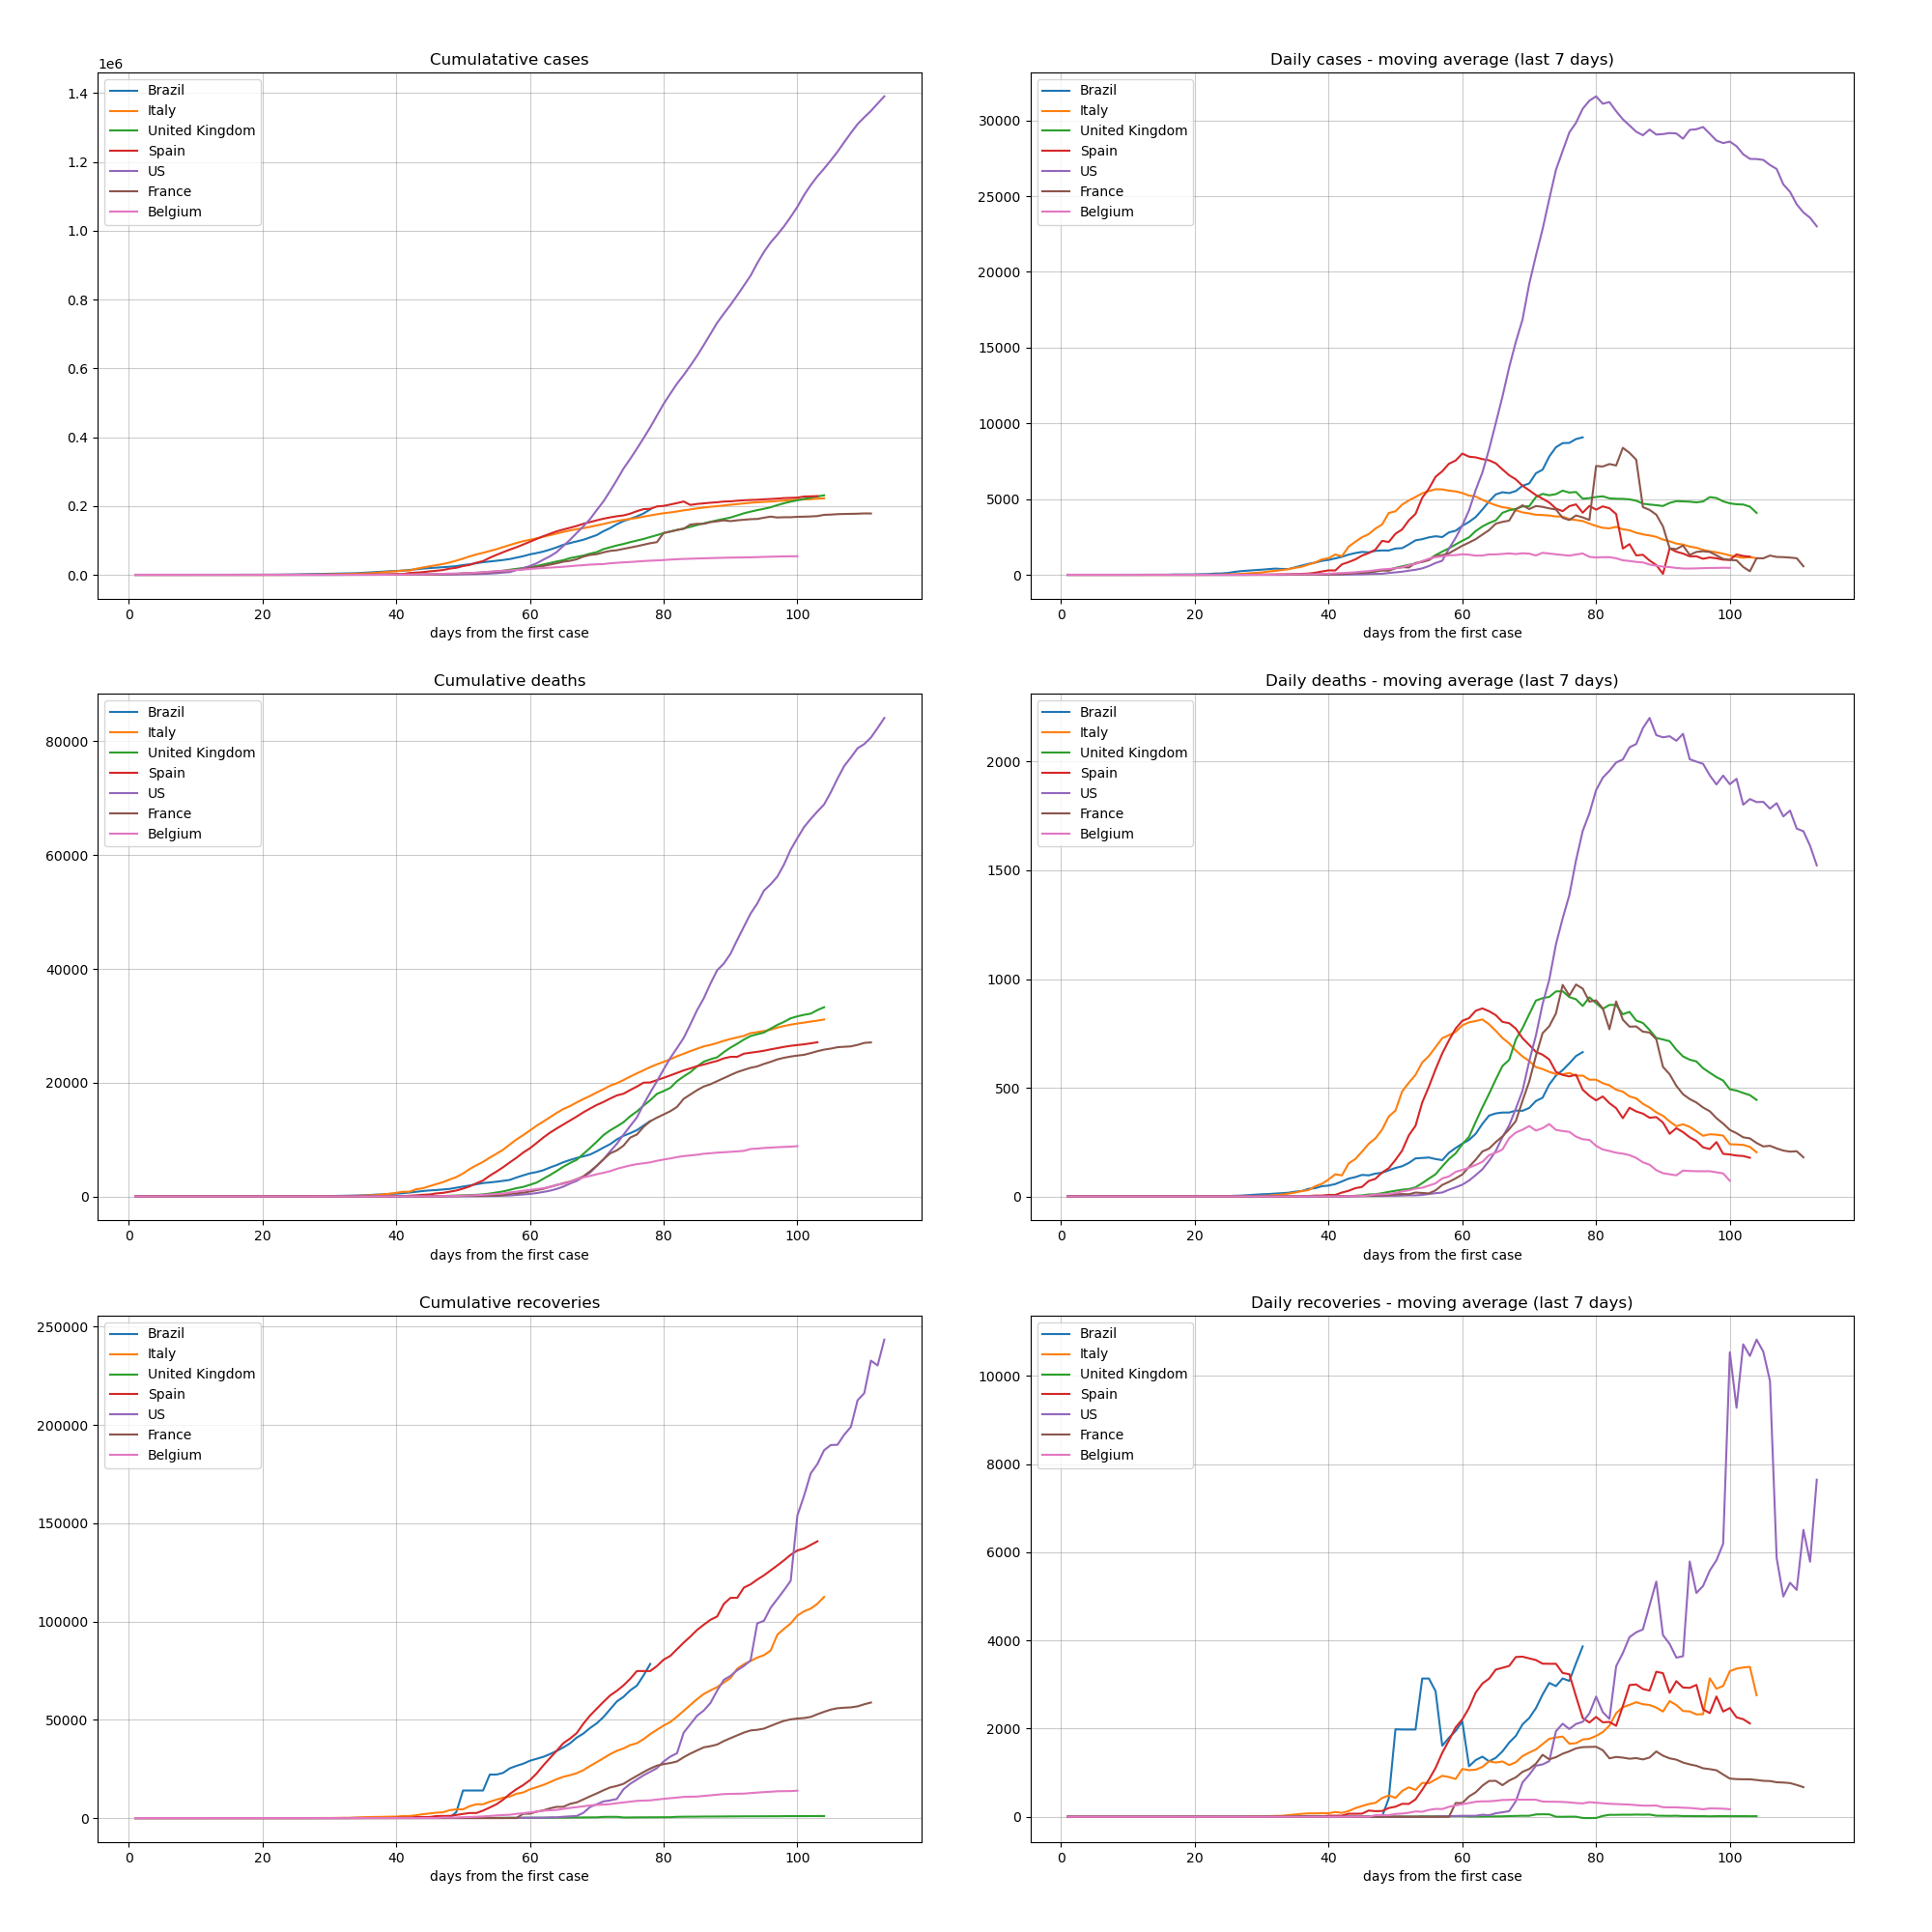 Cumulatative cases
1e6
1.4
1.2
1.0
0.8
0.6
0.4
0.2
0.0
Brazil
Italy
United Kingdom
Spain
US
France
Belgium
0 20 40 60 80 100
days from the first case
Daily cases - moving average (last 7 days)
30000
25000
20000
15000
10000
5000
0
Brazil
Italy
United Kingdom
Spain
US
France
Belgium
0 20 40 60 80 100
days from the first case
Cumulative deaths
80000
60000
40000
20000
0
Brazil
Italy
United Kingdom
Spain
US
France
Belgium
0 20 40 60 80 100
days from the first case
Daily deaths - moving average (last 7 days)
2000
1500
1000
500
0
Brazil
Italy
United Kingdom
Spain
US
France
Belgium
0 20 40 60 80 100
days from the first case
Cumulative recoveries
250000
200000
150000
100000
50000
0
Brazil
Italy
United Kingdom
Spain
US
France
Belgium
0 20 40 60 80 100
days from the first case
Daily recoveries - moving average (last 7 days)
10000
8000
6000
4000
2000
0
Brazil
Italy
United Kingdom
Spain
US
France
Belgium
0 20 40 60 80 100
days from the first case